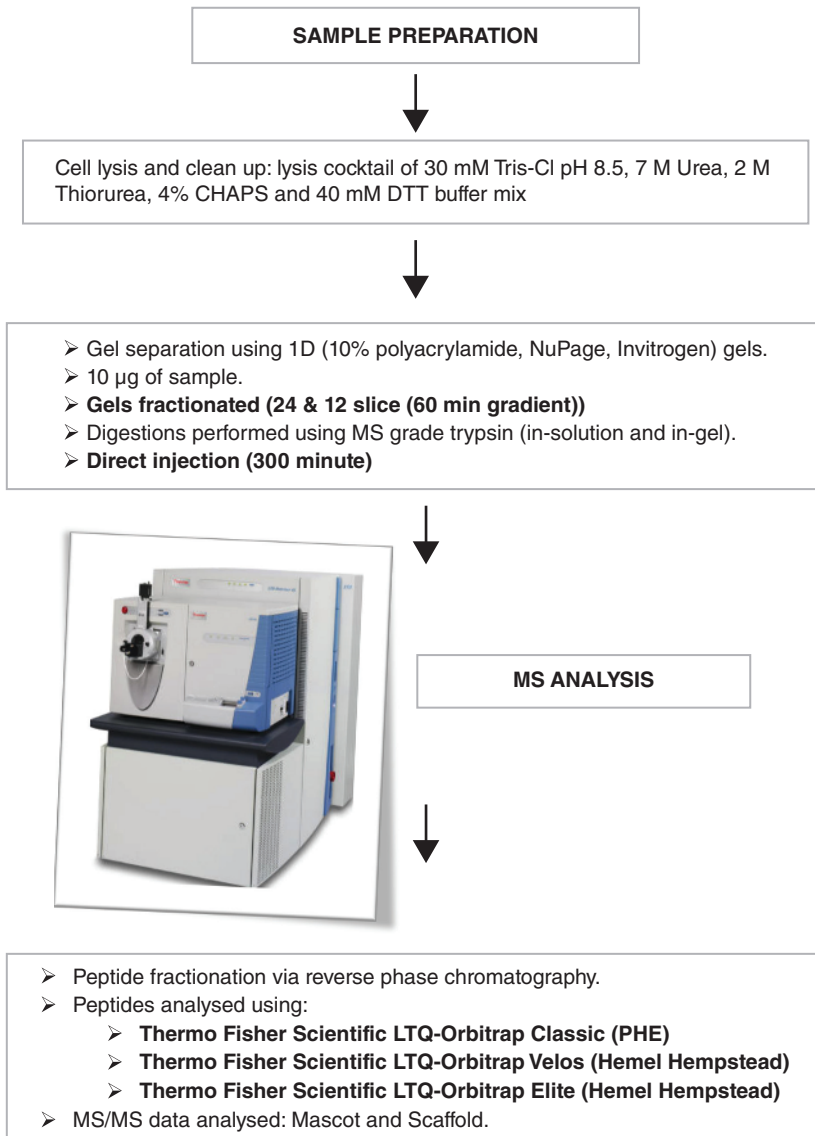 SAMPLE PREPARATION
Cell lysis and clean up: lysis cocktail of 30 mM Tris-Cl pH 8.5, 7 M Urea, 2 M
Thiorurea, 4% CHAPS and 40 mM DTT buffer mix
➢ Gel separation using 1D (10% polyacrylamide, NuPage, Invitrogen) gels.
➢ 10 µg of sample.
➢ Gels fractionated (24 & 12 slice (60 min gradient))
➢ Digestions performed using MS grade trypsin (in-solution and in-gel).
➢ Direct injection (300 minute)
MS ANALYSIS
➢ Peptide fractionation via reverse phase chromatography.
➢ Peptides analysed using:
➢ Thermo Fisher Scientific LTQ-Orbitrap Classic (PHE)
➢ Thermo Fisher Scientific LTQ-Orbitrap Velos (Hemel Hempstead)
➢ Thermo Fisher Scientific LTQ-Orbitrap Elite (Hemel Hempstead)
➢ MS/MS data analysed: Mascot and Scaffold.